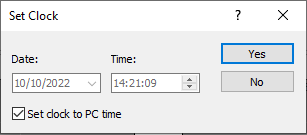 Set Clock
Date: Time: Yes
10/10/2022 14:21:09 No
Set clock to PC time